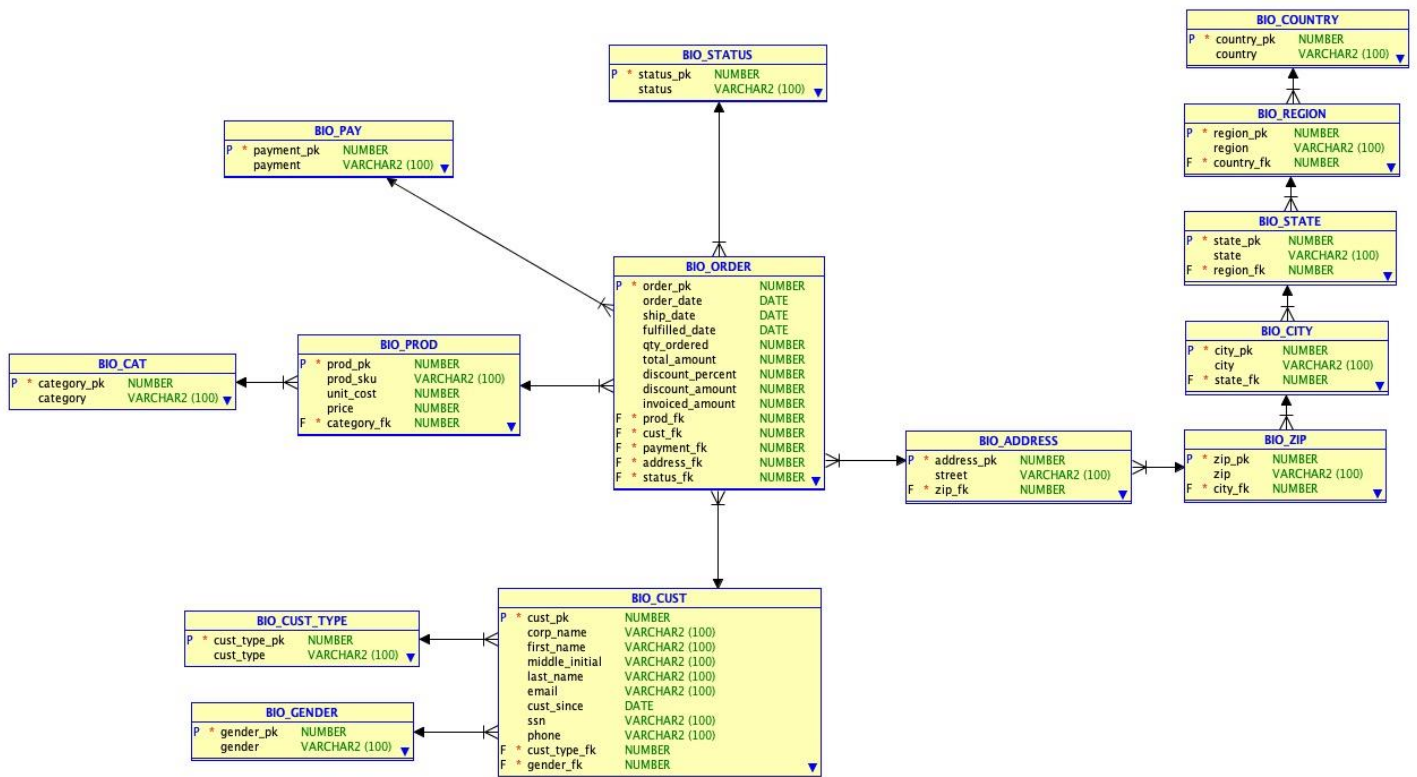 BIO_COUNTRY
P * country_pk NUMBER
country VARCHAR2 (100)
BIO_STATUS
P * status_pk NUMBER
status VARCHAR2 (100)
BIO_REGION
P * region_pk NUMBER
region VARCHAR2 (100)
F * country_fk NUMBER
BIO_PAY
P * payment_pk NUMBER
payment VARCHAR2 (100)
BIO_STATE
P * state_pk NUMBER
state VARCHAR2 (100)
F * region_fk NUMBER
BIO_ORDER
P * order_pk NUMBER
order_date DATE
ship_date DATE
fulfilled_date DATE
qty_ordered NUMBER
total_amount NUMBER
discount_percent NUMBER
discount_amount NUMBER
invoiced_amount NUMBER
F * prod_fk NUMBER
F * cust_fk NUMBER
F * payment_fk NUMBER
F * address_fk NUMBER
F * status_fk NUMBER
BIO_CITY
P * city_pk NUMBER
city VARCHAR2 (100)
F * state_fk NUMBER
BIO_PROD
P * prod_pk NUMBER
prod_sku VARCHAR2 (100)
unit_cost NUMBER
price NUMBER
F * category_fk NUMBER
BIO_CAT
P * category_pk NUMBER
category VARCHAR2 (100)
BIO_ADDRESS
P * address_pk NUMBER
street VARCHAR2 (100)
F * zip_fk NUMBER
BIO_ZIP
P * zip_pk NUMBER
zip VARCHAR2 (100)
F * city_fk NUMBER
BIO_CUST
P * cust_pk NUMBER
corp_name VARCHAR2 (100)
first_name VARCHAR2 (100)
middle_initial VARCHAR2 (100)
last_name VARCHAR2 (100)
email VARCHAR2 (100)
cust_since DATE
ssn VARCHAR2 (100)
phone VARCHAR2 (100)
F * cust_type_fk NUMBER
F * gender_fk NUMBER
BIO_CUST_TYPE
P * cust_type_pk NUMBER
cust_type VARCHAR2 (100)
BIO_GENDER
P * gender_pk NUMBER
gender VARCHAR2 (100)